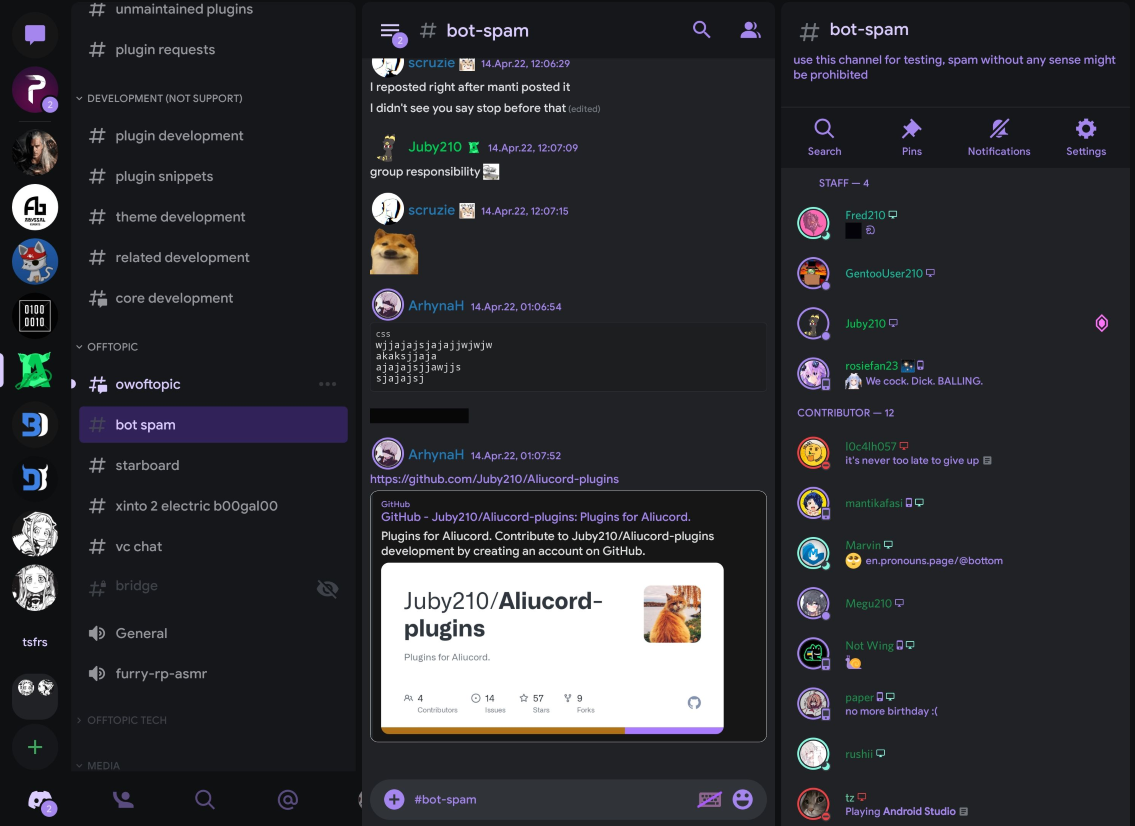 unmaintained plugins
plugin requests
DEVELOPMENT (NOT SUPPORT)
plugin development
plugin snippets
theme development
related development
core development
OFFTOPIC
owoftopic
bot spam
starboard
xinto 2 electric b00gal00
vc chat
bridge
General
furry-rp-asmr
OFFTOPIC TECH
MEDIA
2
AB
ABYSSAL
0100
0010
tsfrs
2
2
bot-spam
scruzie 14.Apr.22, 12:06:29
I reposted right after manti posted it
I didn't see you say stop before that (edited)
Juby210 14.Apr.22, 12:07:09
group responsibility
scruzie 14.Apr.22, 12:07:15
ArhynaH 14.Apr.22, 01:06:54
css
wjjajajsjajajjwjwjw
akaksjjaja
ajajajsjjawjjs
sjajajsj
ArhynaH 14.Apr.22, 01:07:52
https://github.com/Juby210/Aliucord-plugins
GitHub
GitHub - Juby210/Aliucord-plugins: Plugins for Aliucord.
Plugins for Aliucord. Contribute to Juby210/Aliucord-plugins
development by creating an account on GitHub.
Juby210/Aliucord-
plugins
Plugins for Aliucord.
4 14 57 9
Contributors Issues Stars Forks
#bot-spam
bot-spam
use this channel for testing, spam without any sense might
be prohibited
Search Pins Notifications Settings
STAFF — 4
Fred210
GentooUser210
Juby210
rosiefan23
We cock. Dick. BALLING.
CONTRIBUTOR — 12
l0c4lh057
it's never too late to give up
mantikafasi
Marvin
en.pronouns.page/@bottom
Megu210
Not Wing
paper
no more birthday :(
rushii
tz
Playing Android Studio